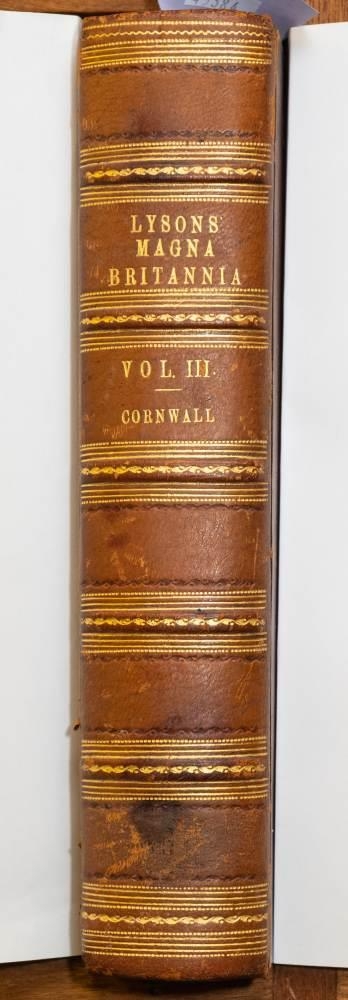 LYSONS
MAGNA
BRITANNIA
VOL. III.
CORNWALL